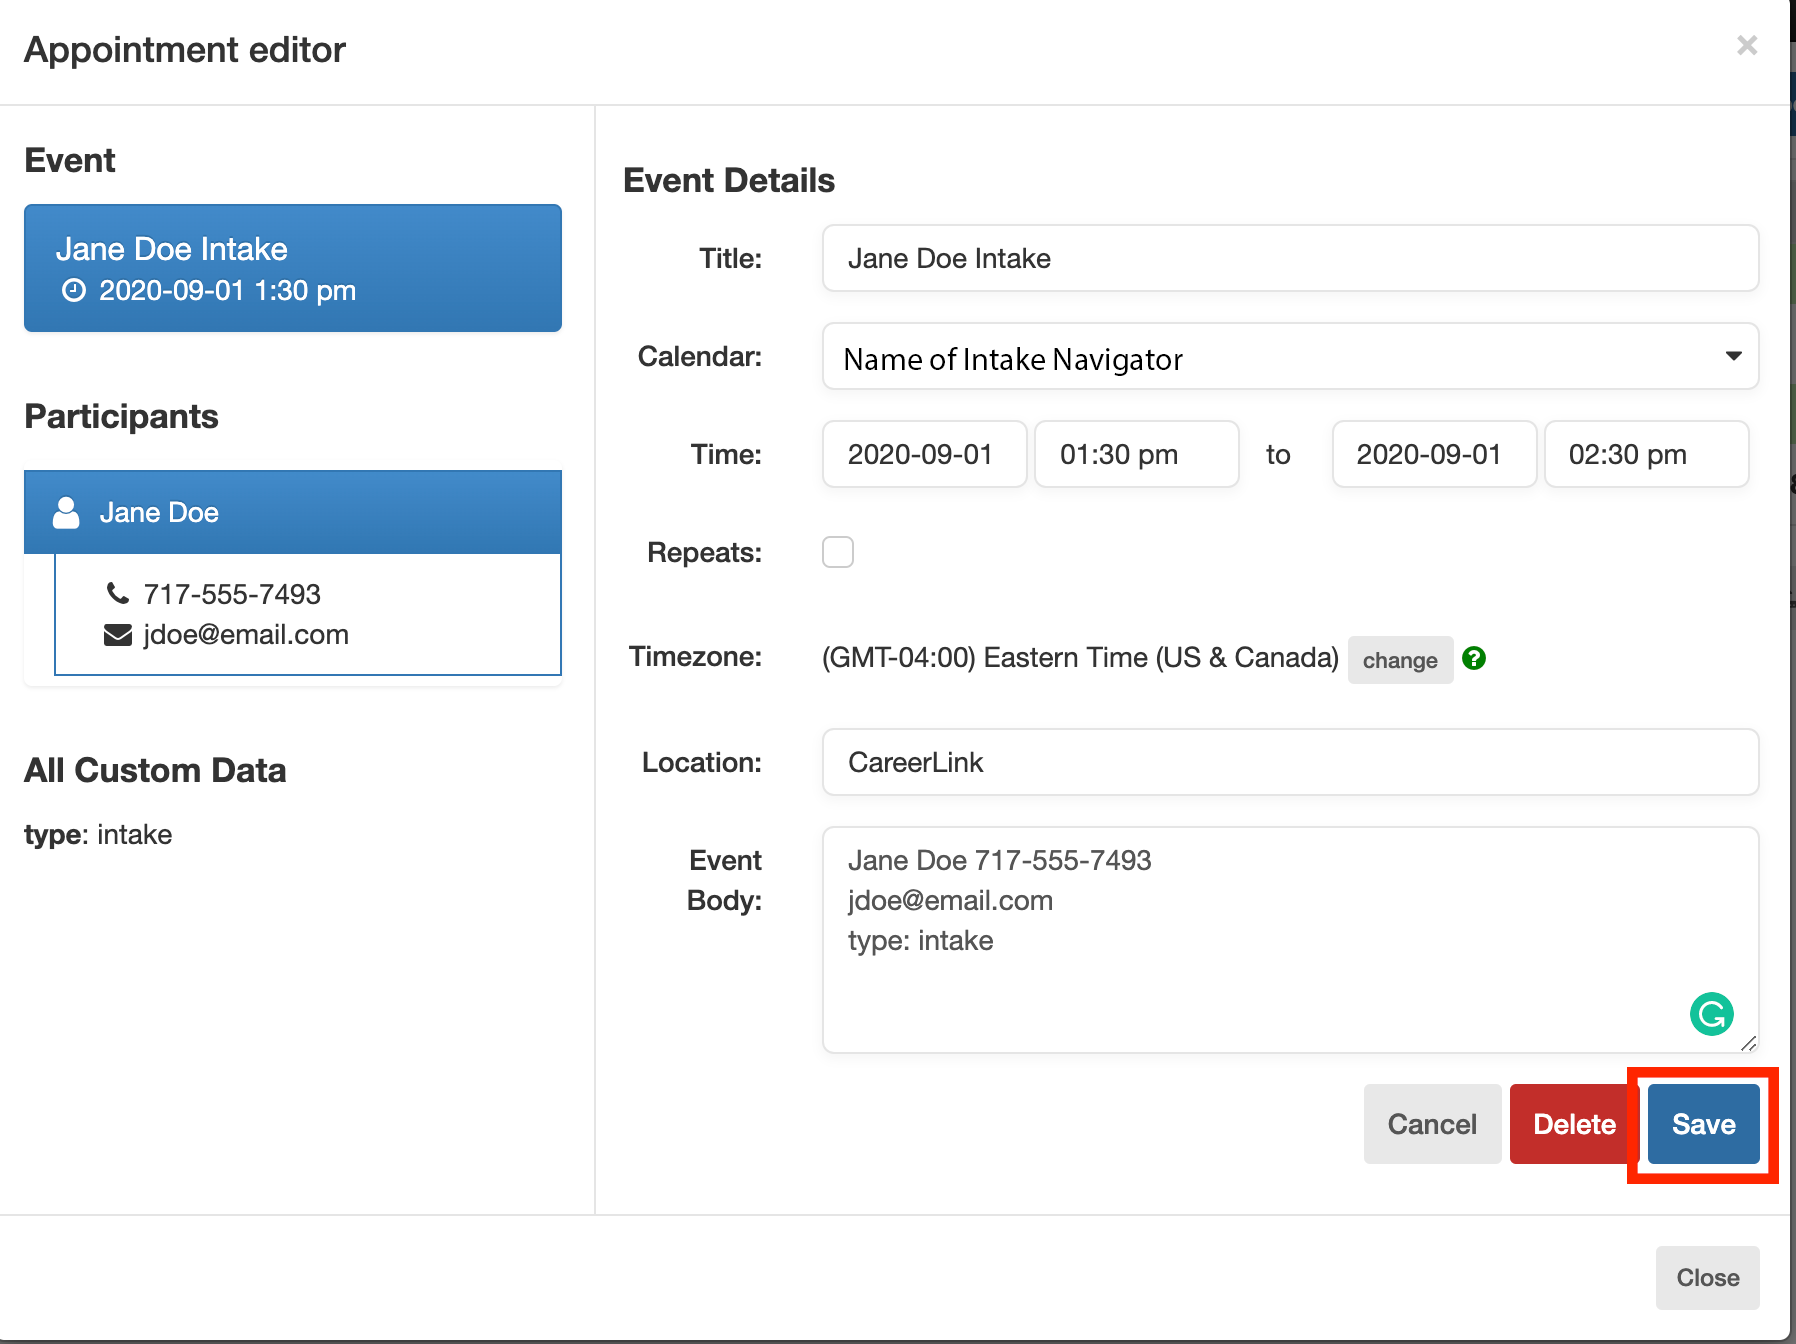 Appointment editor
×
Event
Jane Doe Intake
2020-09-01 1:30 pm
Participants
Jane Doe
717-555-7493
jdoe@email.com
All Custom Data
type: intake
Event Details
Title: Jane Doe Intake
Calendar: Name of Intake Navigator
Time: 2020-09-01 01:30 pm to 2020-09-01 02:30 pm
Repeats:
Timezone: (GMT-04:00) Eastern Time (US & Canada) change ?
Location: CareerLink
Event Body:
Jane Doe 717-555-7493
jdoe@email.com
type: intake
Cancel Delete Save
Close